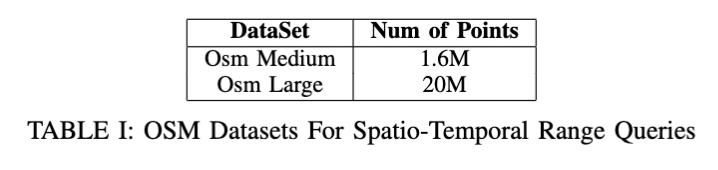 DataSet Num of Points
Osm Medium 1.6M
Osm Large 20M
TABLE I: OSM Datasets For Spatio-Temporal Range Queries